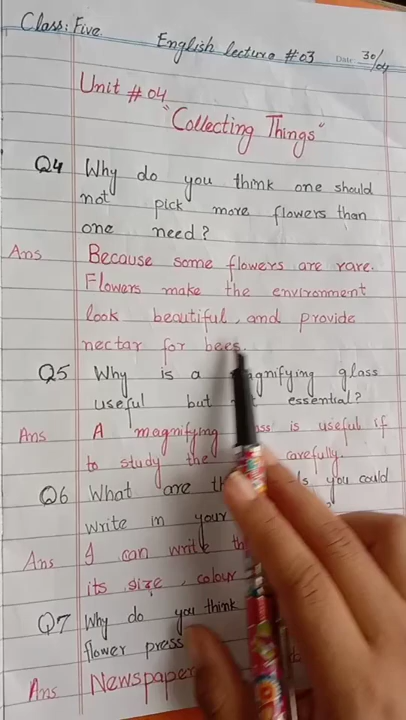 Class: Five
English lecture #03 Date 30/04
Unit # 04
"Collecting Things"
Q4 Why do you think one should
not pick more flowers than
one need?
Ans Because some flowers are rare.
Flowers make the environment
look beautiful, and provide
nectar for bees.
Q5 Why is a magnifying glass
useful but essential?
Ans A magnifying is useful if
to study the carefully.
Q6 What are you could
write in your
Ans I can write
its size, colour
Q7 Why do you think
flower press
Ans Newspaper